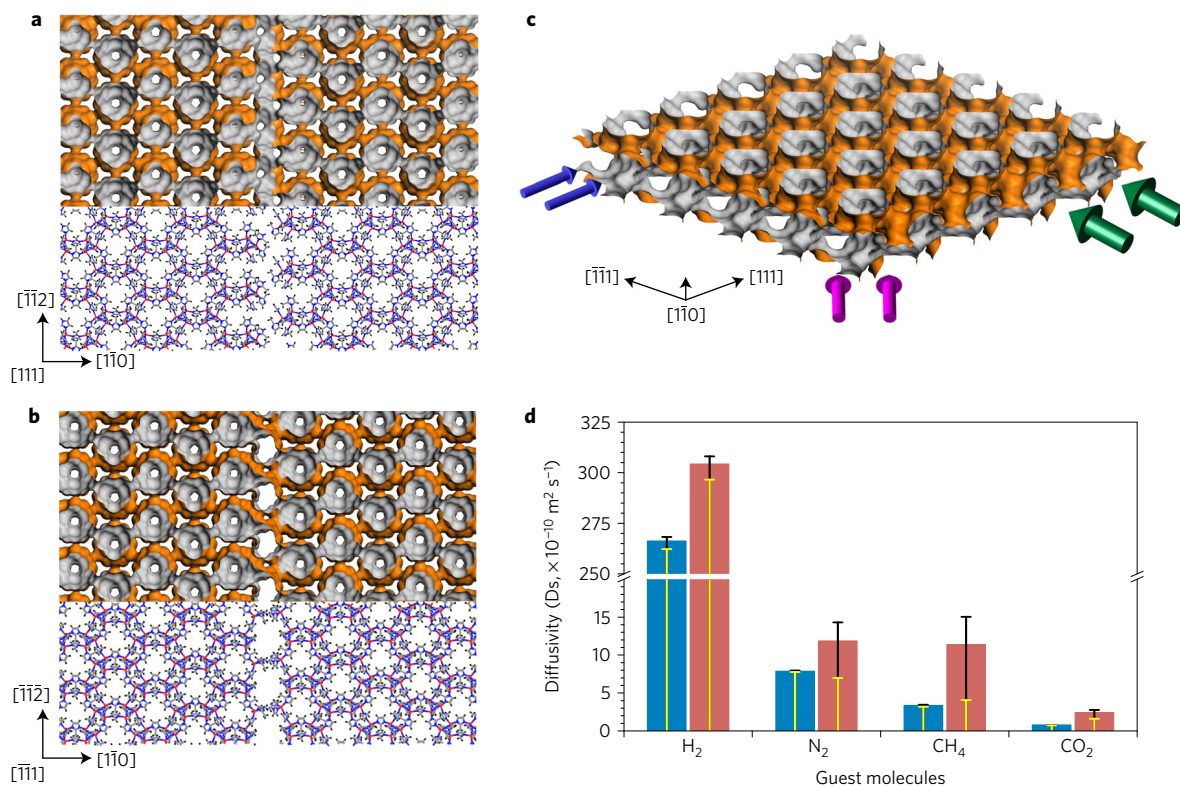 a
[1̅1̅2]
[111]
[11̅0]
b
[1̅1̅2̅]
[1̅1̅1]
[11̅0]
c
[1̅1̅1]
[111]
[11̅0]
d
325
300
275
250
15
10
5
0
Diffusivity (Ds, × 10⁻¹⁰ m² s⁻¹)
H₂
N₂
CH₄
CO₂
Guest molecules